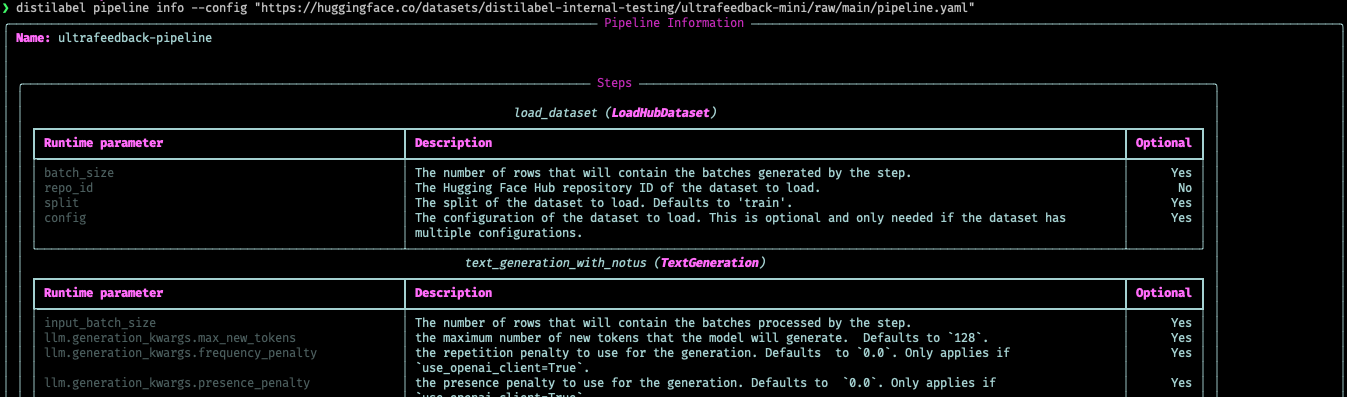 ❯ distilabel pipeline info --config "https://huggingface.co/datasets/distilabel-internal-testing/ultrafeedback-mini/raw/main/pipeline.yaml"
Pipeline Information
Name: ultrafeedback-pipeline
Steps
load_dataset (LoadHubDataset)
Runtime parameter Description Optional
batch_size The number of rows that will contain the batches generated by the step. Yes
repo_id The Hugging Face Hub repository ID of the dataset to load. No
split The split of the dataset to load. Defaults to 'train'. Yes
config The configuration of the dataset to load. This is optional and only needed if the dataset has Yes
multiple configurations.
text_generation_with_notus (TextGeneration)
Runtime parameter Description Optional
input_batch_size The number of rows that will contain the batches processed by the step. Yes
llm.generation_kwargs.max_new_tokens the maximum number of new tokens that the model will generate.  Defaults to `128`. Yes
llm.generation_kwargs.frequency_penalty the repetition penalty to use for the generation. Defaults  to `0.0`. Only applies if Yes
`use_openai_client=True`.
llm.generation_kwargs.presence_penalty the presence penalty to use for the generation. Defaults to  `0.0`. Only applies if Yes
`use_openai_client=True`.